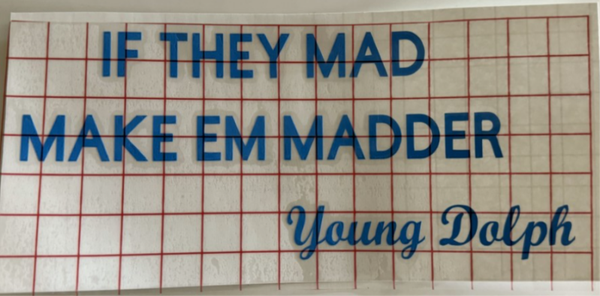 IF THEY MAD
MAKE EM MADDER
Young Dolph